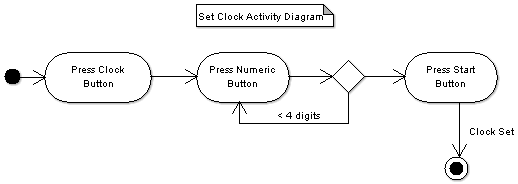 Set Clock Activity Diagram
Press Clock
Button
Press Numeric
Button
Press Start
Button
< 4 digits
Clock Set